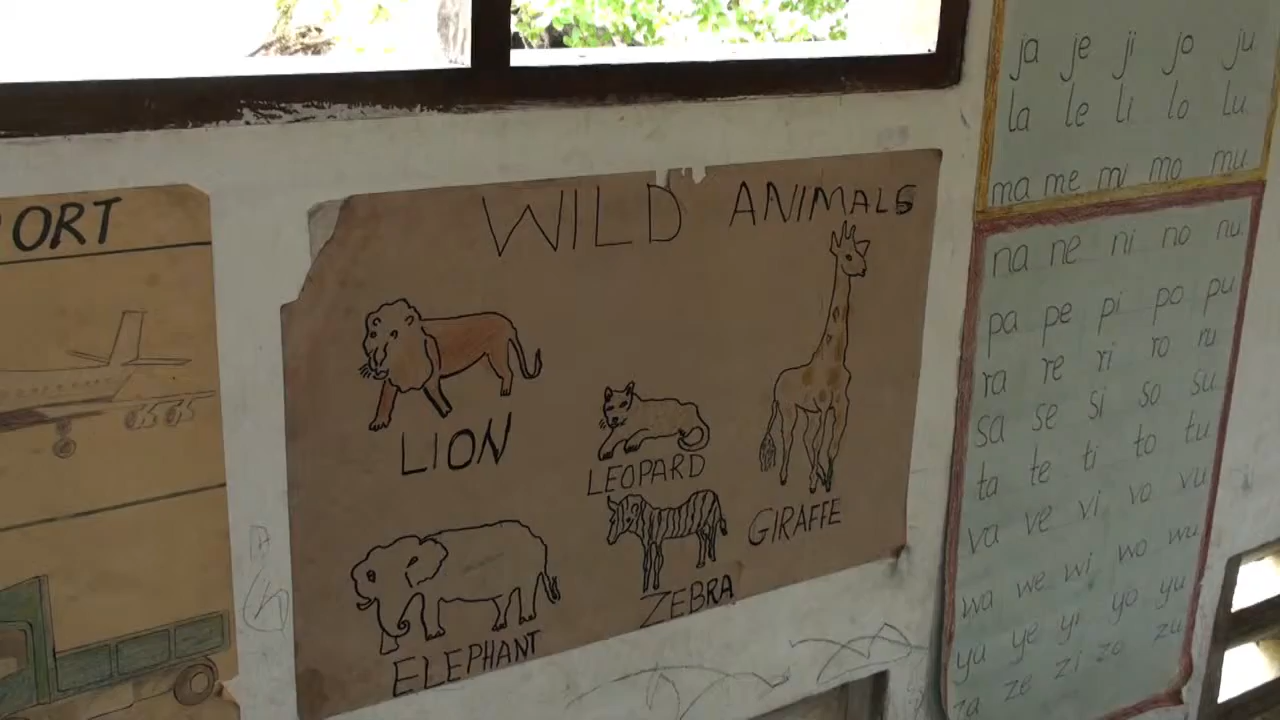 ORT
WILD ANIMALS
LION
LEOPARD
GIRAFFE
ZEBRA
ELEPHANT
ja je ji jo ju
la le li lo lu
ma me mi mo mu
na ne ni no nu
pa pe pi po pu
ra re ri ro ru
sa se si so su
ta te ti to tu
va ve vi vo vu
wa we wi wo wu
ya ye yi yo yu
za ze zi zo zu